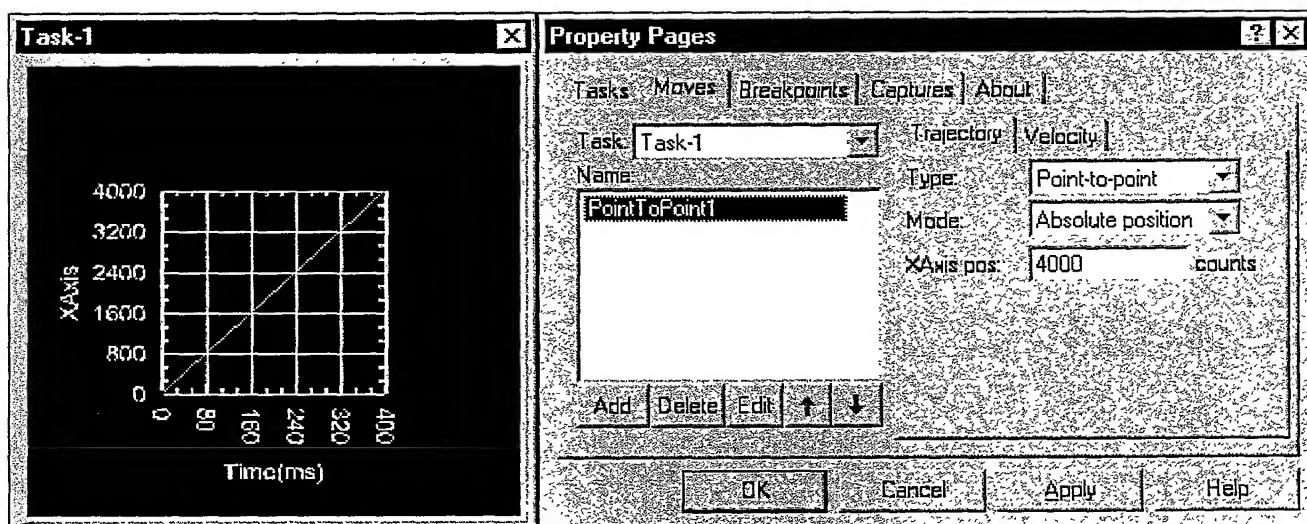 Task-1
4000
3200
2400
1600
800
0
XAxis
0 80 160 240 320 400
Time(ms)
Property Pages
Tasks Moves Breakpoints Captures About
Task: Task-1
Name:
PointToPoint1
Add Delete Edit
Trajectory Velocity
Type: Point-to-point
Mode: Absolute position
XAxis pos: 4000 counts
OK Cancel Apply Help